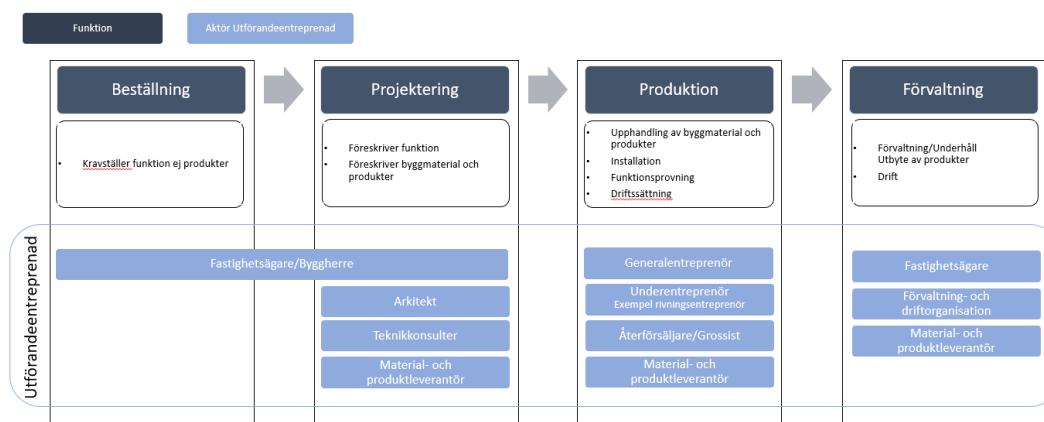 Funktion
Aktör Utförandeentreprenad
Beställning
Projektering
Produktion
Förvaltning
• Kravställer funktion ej produkter
• Föreskriver funktion
• Föreskriver byggmaterial och
produkter
• Upphandling av byggmaterial och
produkter
• Installation
• Funktionsprovning
• Driftssättning
• Förvaltning/Underhåll
Utbyte av produkter
• Drift
Utförandeentreprenad
Fastighetsägare/Byggherre
Arkitekt
Teknikkonsulter
Material- och
produktleverantör
Generalentreprenör
Underentreprenör
Exempel rivningsentreprenör
Återförsäljare/Grossist
Material- och
produktleverantör
Fastighetsägare
Förvaltning- och
driftorganisation
Material- och
produktleverantör